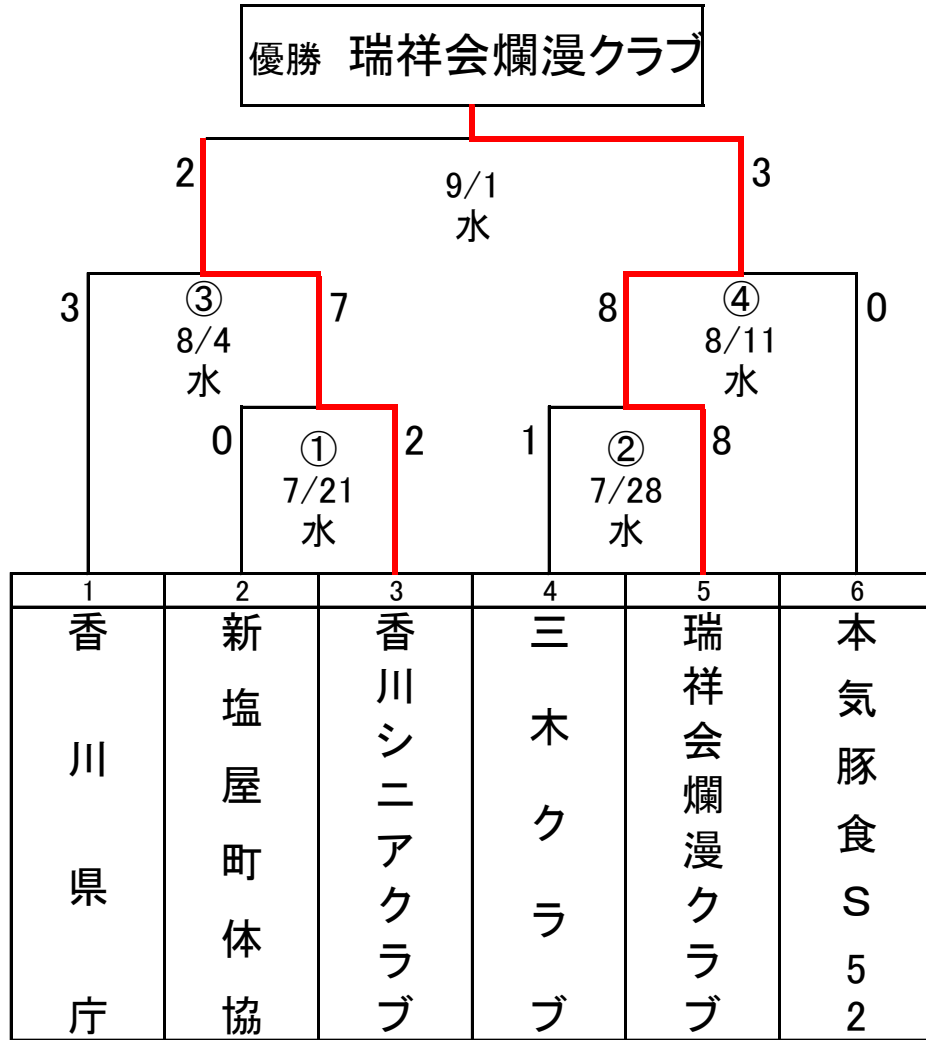 優勝 瑞祥会爛漫クラブ
2
3
9/1
水
3
③
7
8
④
0
8/4
8/11
水
水
0
①
2
1
②
8
7/21
7/28
水
水
1
2
3
4
5
6
香川県庁
新塩屋町体協
香川シニアクラブ
三木クラブ
瑞祥会爛漫クラブ
本気豚食S52